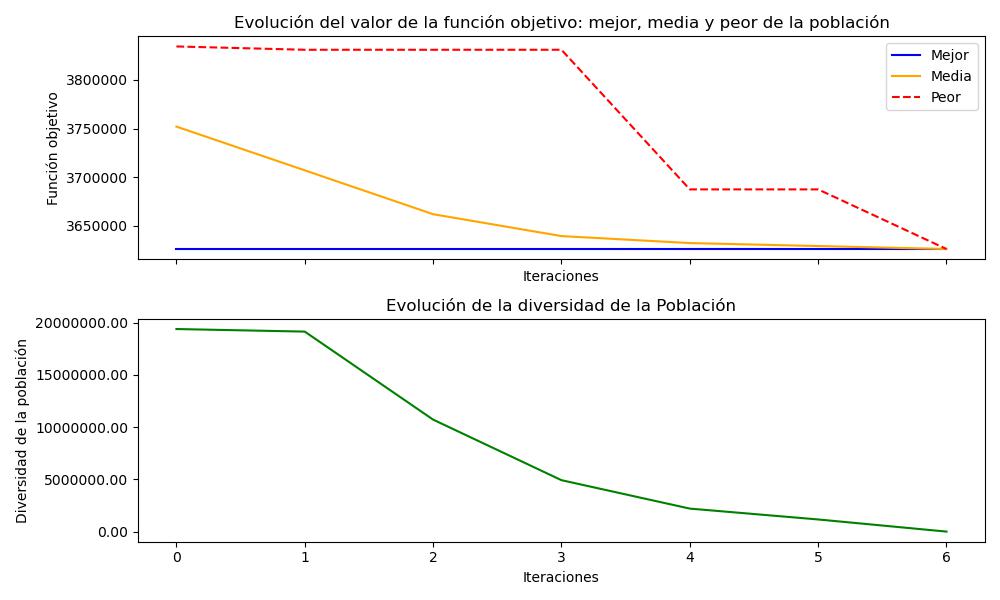 Evolución del valor de la función objetivo: mejor, media y peor de la población
Función objetivo
3800000
3750000
3700000
3650000
Mejor
Media
Peor
Iteraciones
Evolución de la diversidad de la Población
Diversidad de la población
20000000.00
15000000.00
10000000.00
5000000.00
0.00
0 1 2 3 4 5 6
Iteraciones